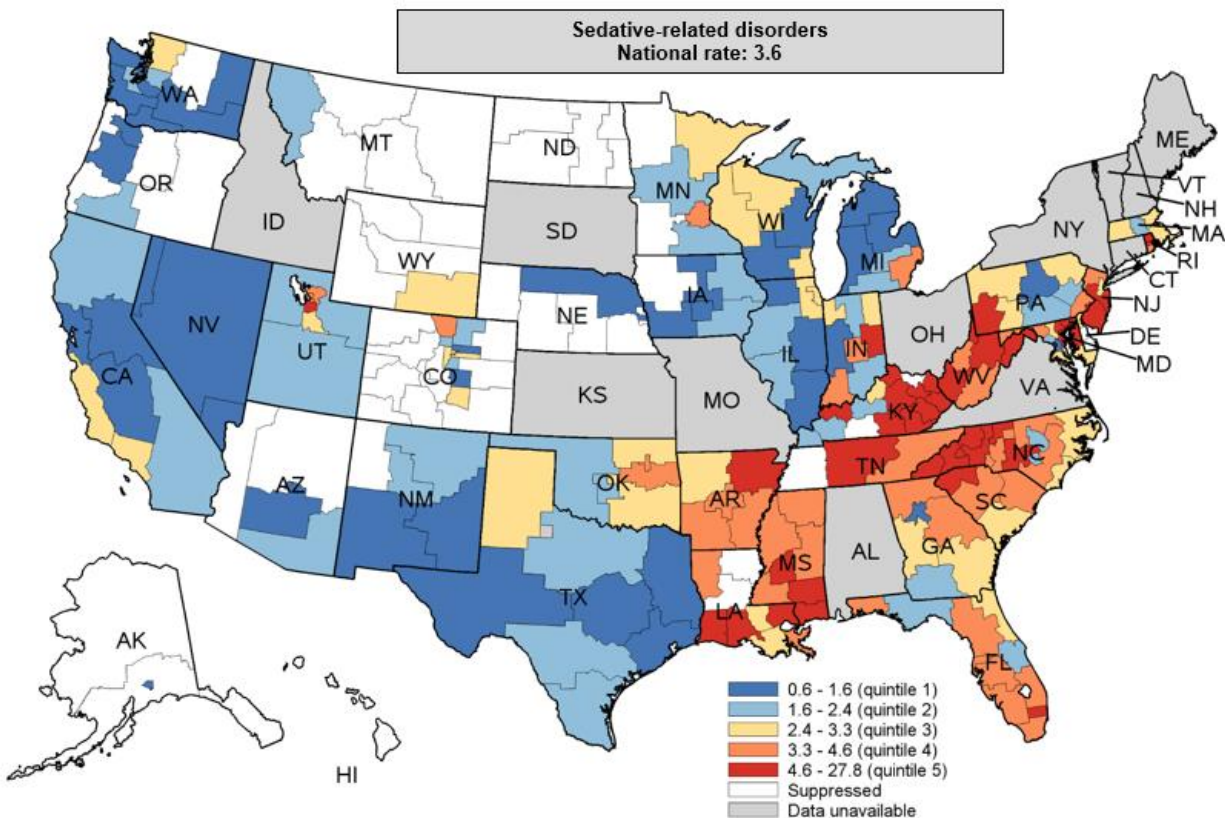 Sedative-related disorders
National rate: 3.6
WA
MT
ND
ME
OR
MN
VT
ID
NH
WI
NY
MA
SD
WY
MI
RI
CT
IA
PA
NJ
NE
NV
OH
DE
UT
IL
IN
MD
CA
CO
WV
KS
MO
VA
KY
NC
TN
AZ
OK
NM
AR
SC
GA
MS
AL
TX
LA
AK
FL
HI
0.6 - 1.6 (quintile 1)
1.6 - 2.4 (quintile 2)
2.4 - 3.3 (quintile 3)
3.3 - 4.6 (quintile 4)
4.6 - 27.8 (quintile 5)
Suppressed
Data unavailable